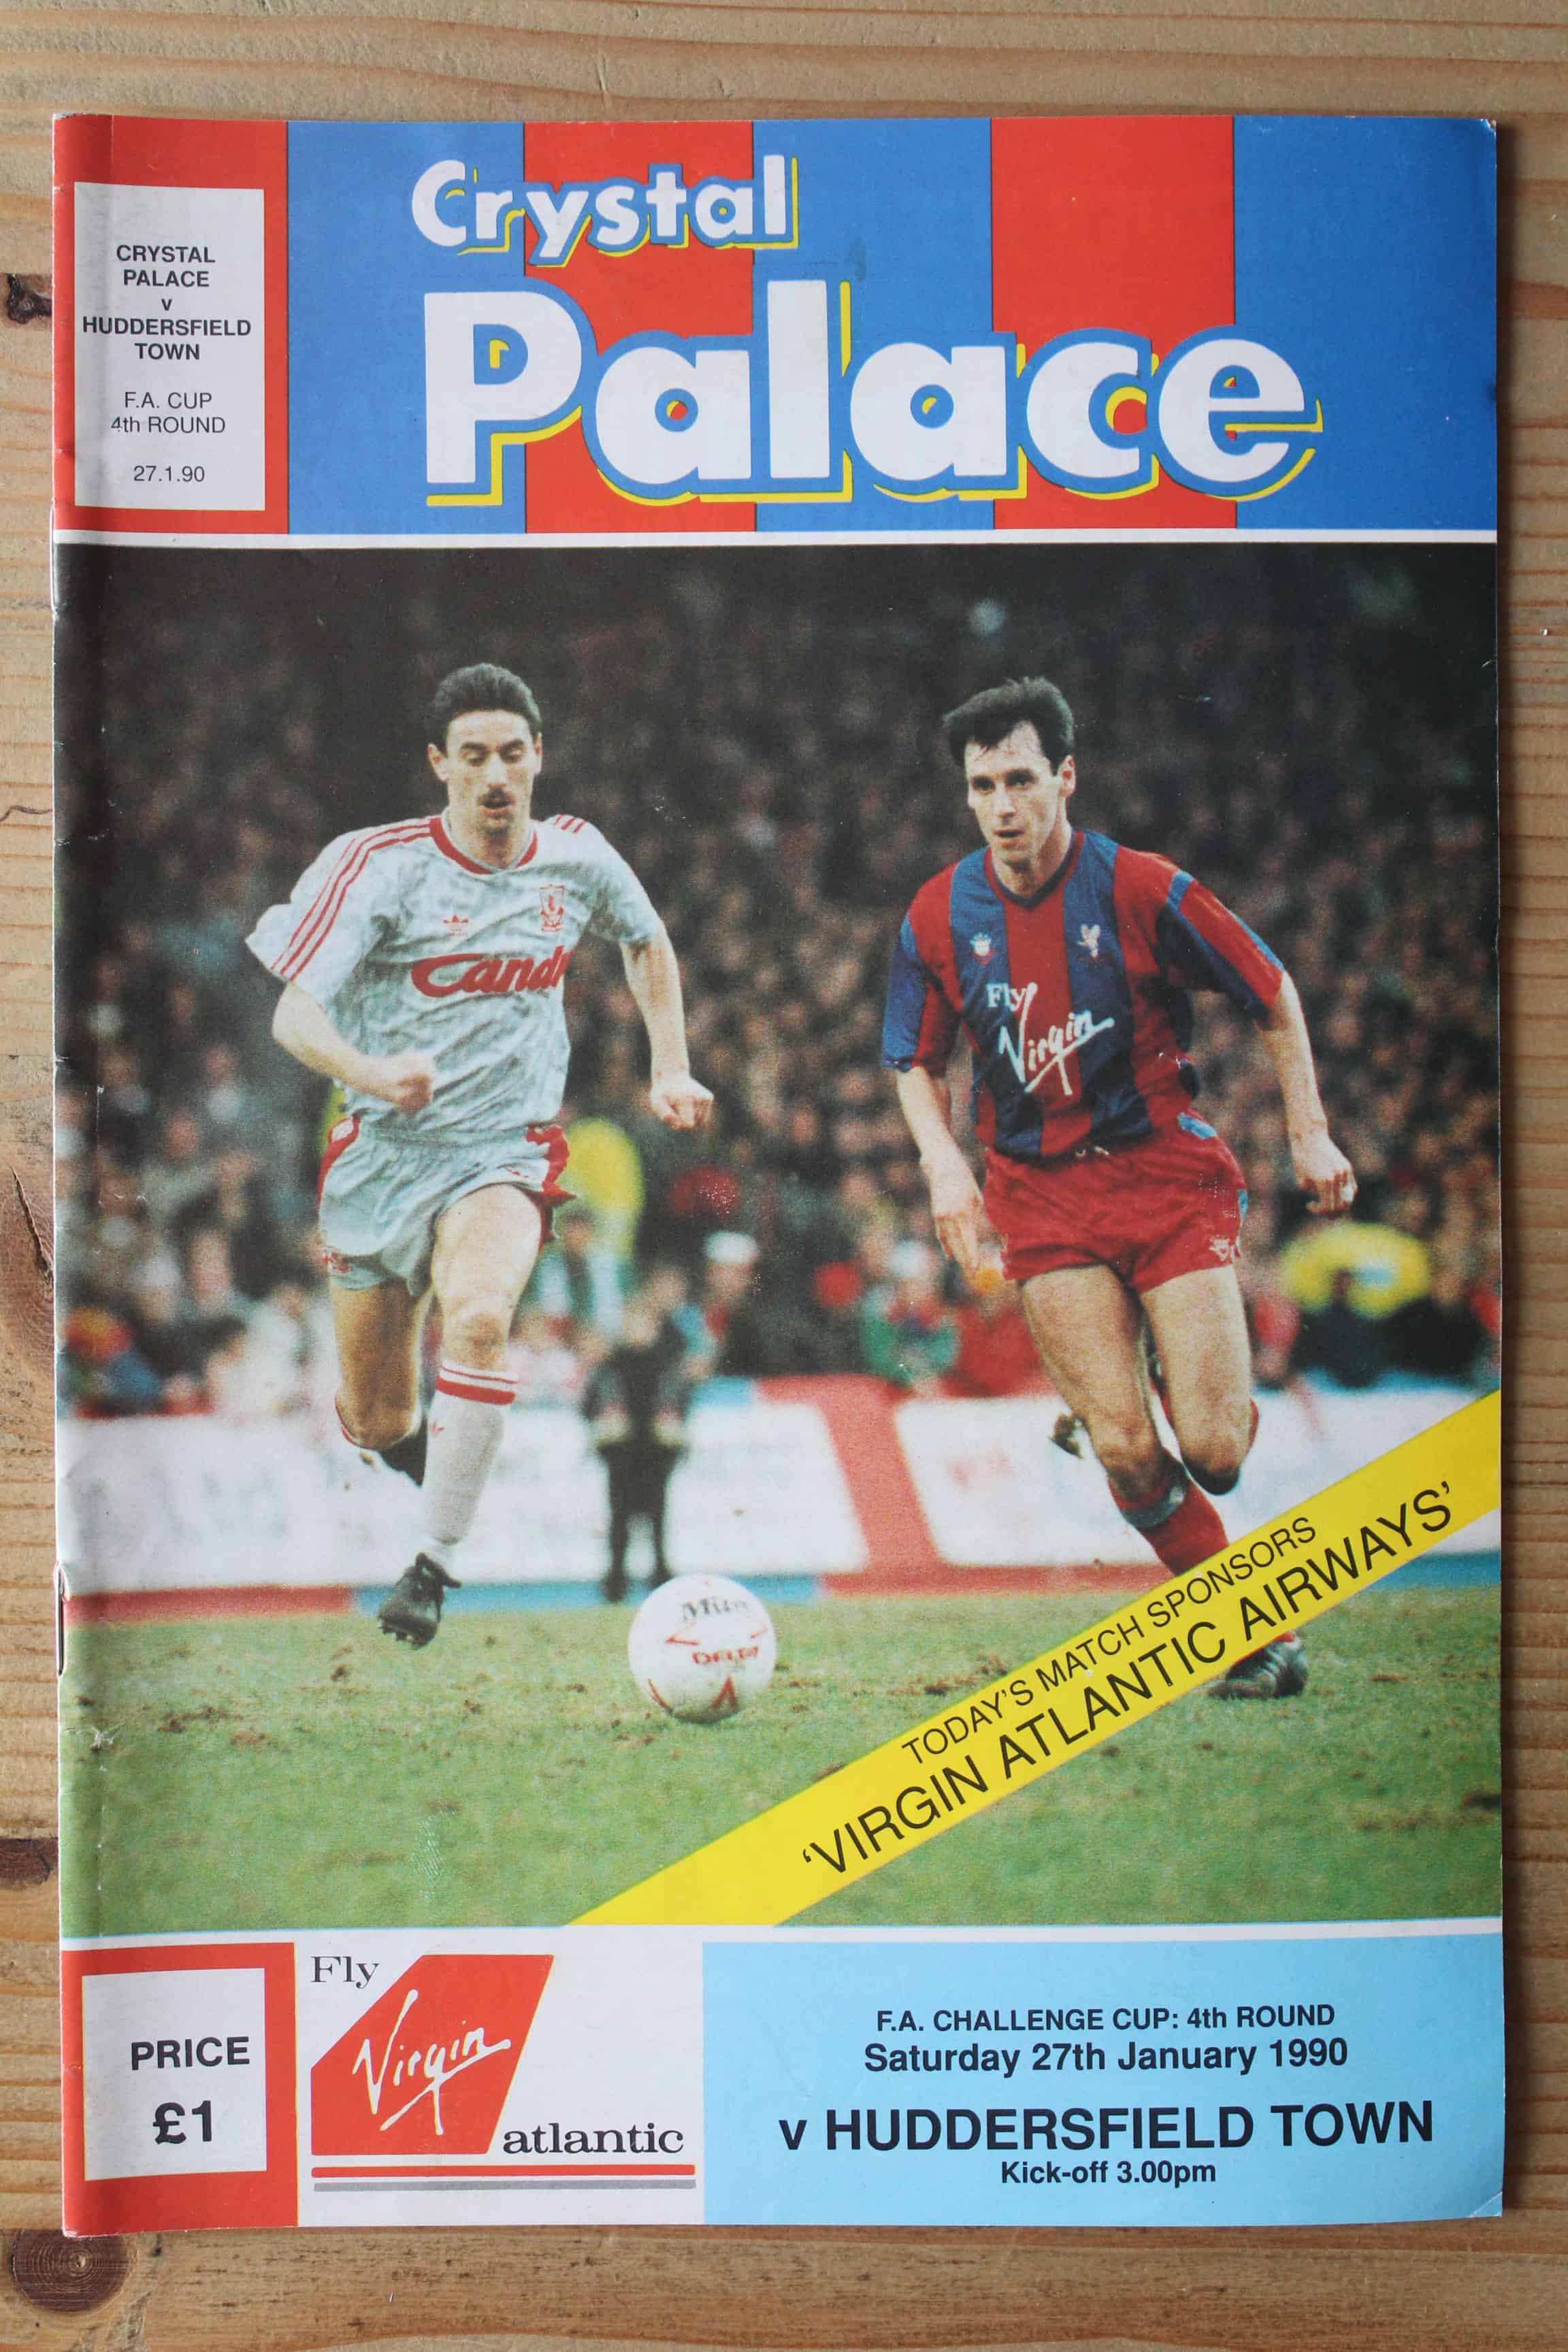 CRYSTAL
PALACE
v
HUDDERSFIELD
TOWN
F.A. CUP
4th ROUND
27.1.90
Crystal
Palace
Fly
Virgin
TODAY'S MATCH SPONSORS
'VIRGIN ATLANTIC AIRWAYS'
PRICE
£1
Fly
Virgin
atlantic
F.A. CHALLENGE CUP: 4th ROUND
Saturday 27th January 1990
v HUDDERSFIELD TOWN
Kick-off 3.00pm